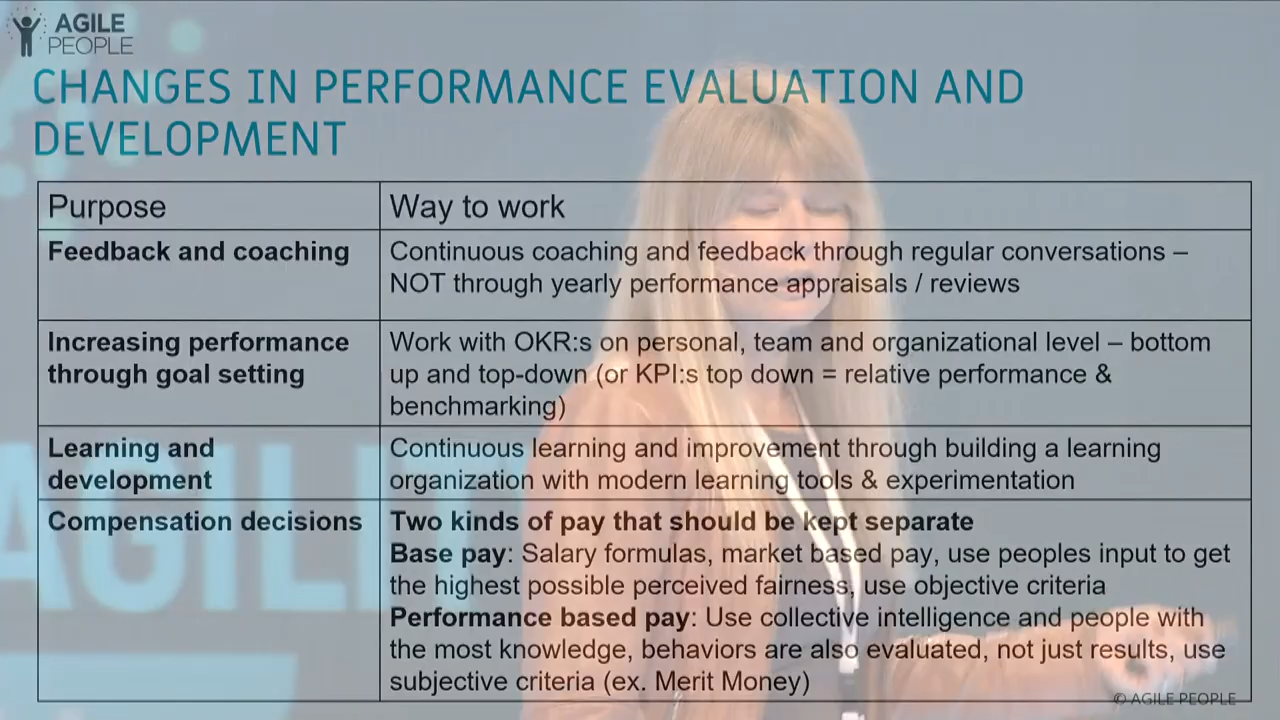 AGILE
PEOPLE
CHANGES IN PERFORMANCE EVALUATION AND
DEVELOPMENT
Purpose
Way to work
Feedback and coaching
Continuous coaching and feedback through regular conversations –
NOT through yearly performance appraisals / reviews
Increasing performance
through goal setting
Work with OKR:s on personal, team and organizational level – bottom
up and top-down (or KPI:s top down = relative performance &
benchmarking)
Learning and
development
Continuous learning and improvement through building a learning
organization with modern learning tools & experimentation
Compensation decisions
Two kinds of pay that should be kept separate
Base pay: Salary formulas, market based pay, use peoples input to get
the highest possible perceived fairness, use objective criteria
Performance based pay: Use collective intelligence and people with
the most knowledge, behaviors are also evaluated, not just results, use
subjective criteria (ex. Merit Money)
© AGILE PEOPLE
AGILE